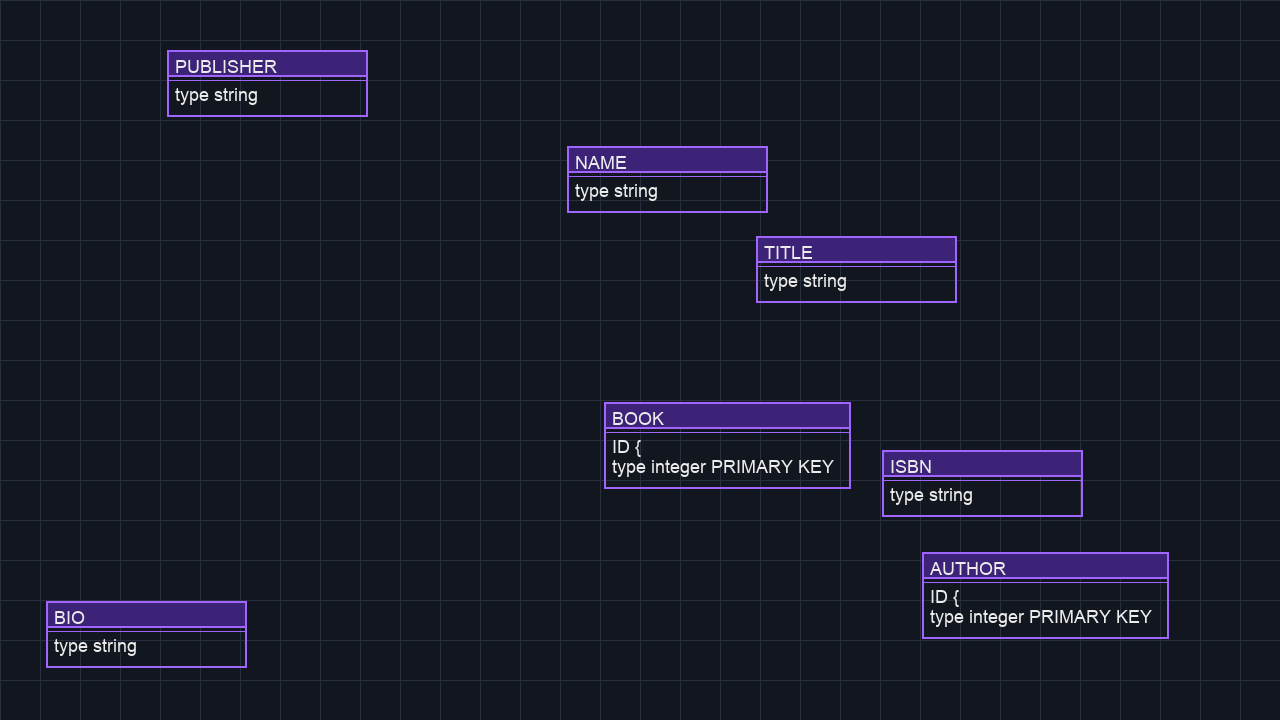 PUBLISHER
type string
NAME
type string
TITLE
type string
BOOK
ID {
type integer PRIMARY KEY
ISBN
type string
AUTHOR
ID {
type integer PRIMARY KEY
BIO
type string